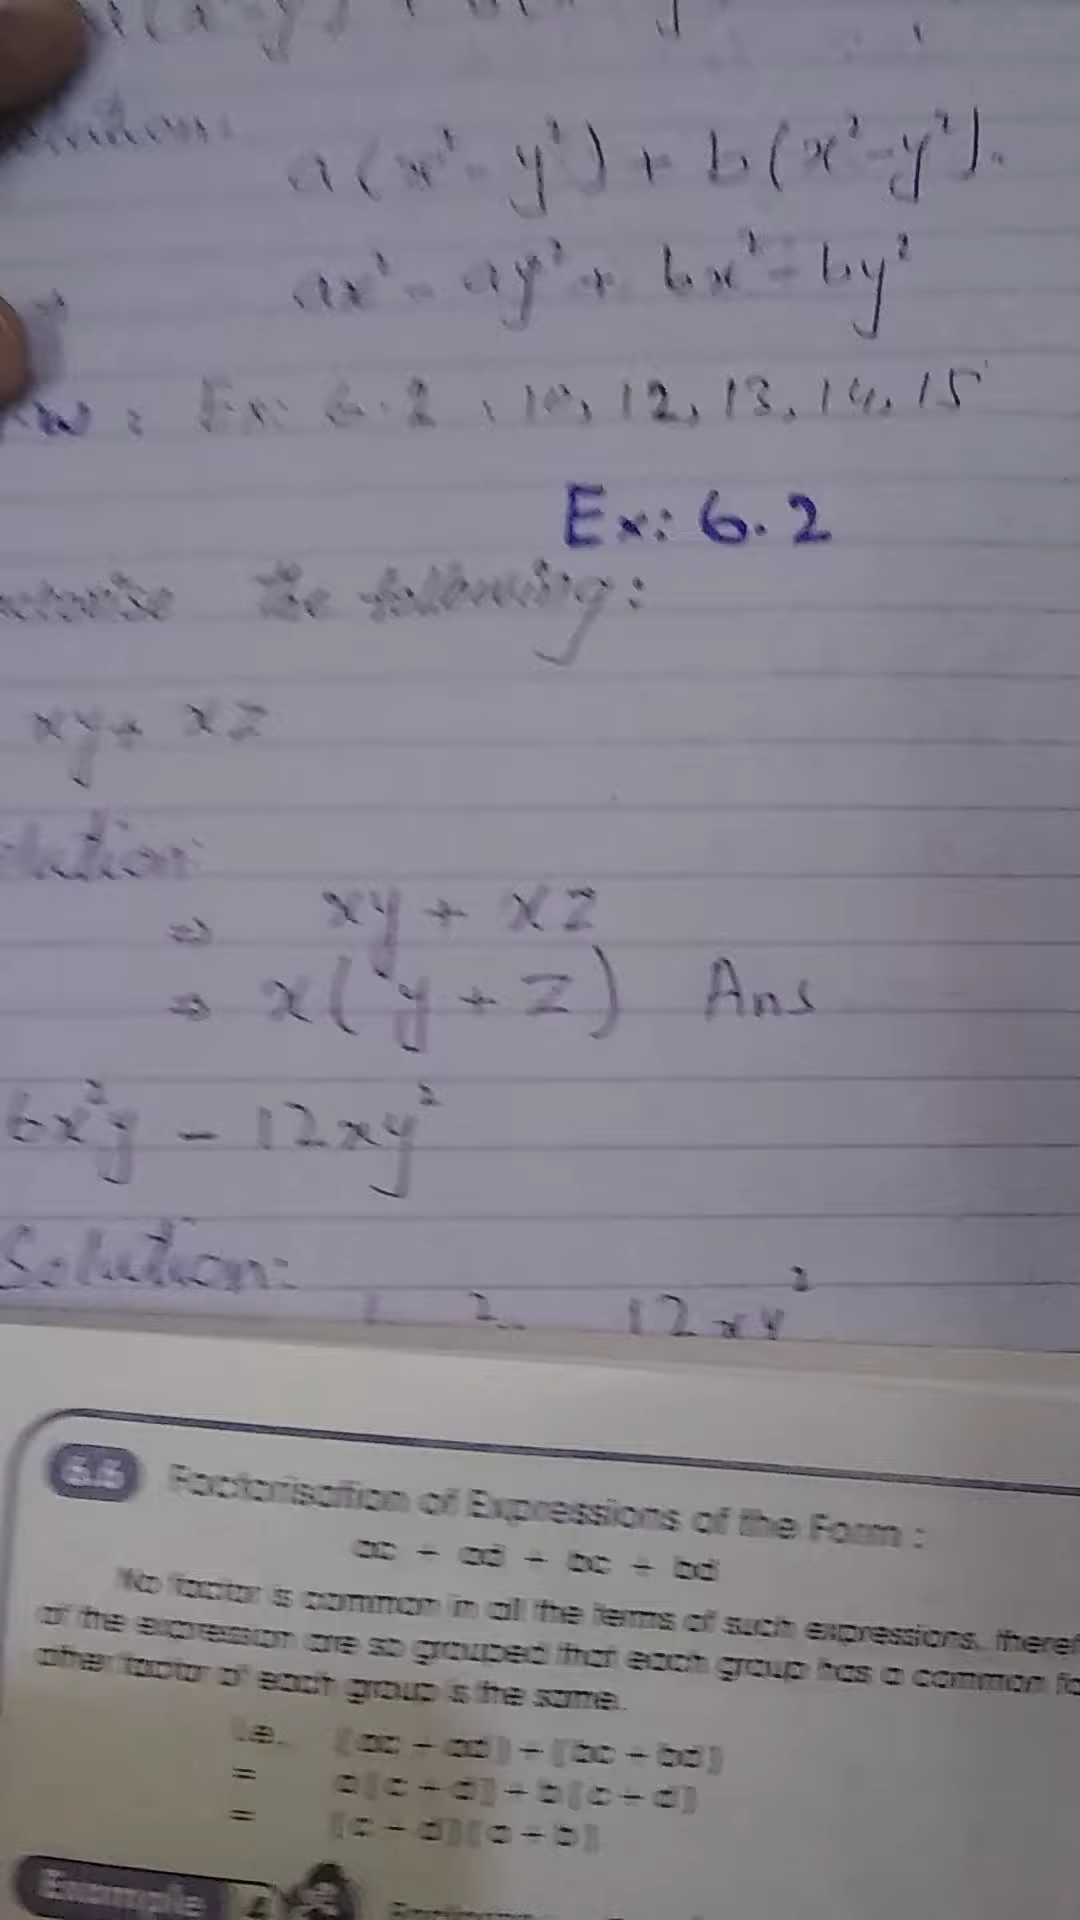 a(x²-y²)+b(x²-y²).
ax²-ay²+bx²-by²
Ex: 6.2, 10, 12, 13, 14, 15
Ex: 6.2
the following:
xy+ xz
xy + xz
⇒ x(y+z) Ans
6x²y - 12xy²
Solution:
12xy²
6.6 Factorisation of Expressions of the Form :
ac + ad + bc + bd
No factor is common in all the terms of such expressions,
of the expression are so grouped that each group has a common
other factor of each group is the same.
i.e. (ac + ad) + (bc + bd)
= a(c + d) + b(c + d)
= (c + d)(a + b)
Example